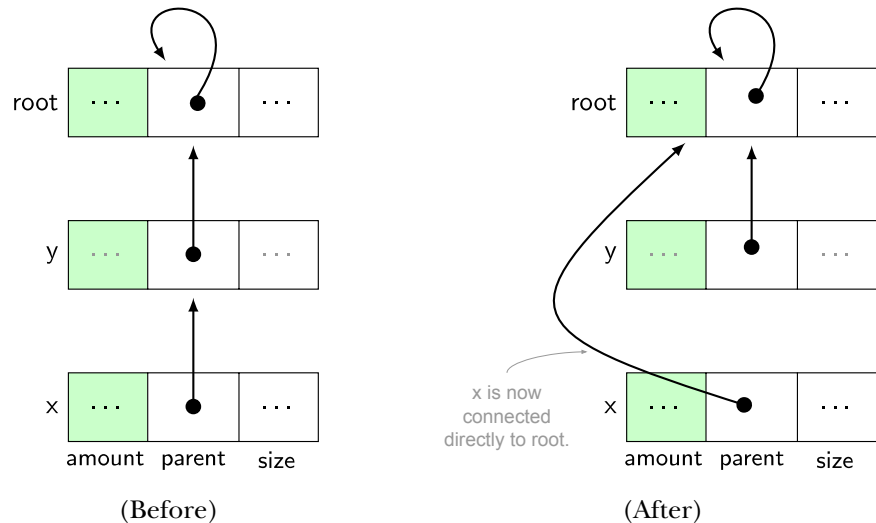 root ... ... root ... ...
y ... ... y ... ...
x ... ... x ... ...
x is now
connected
directly to root.
amount parent size amount parent size
(Before) (After)